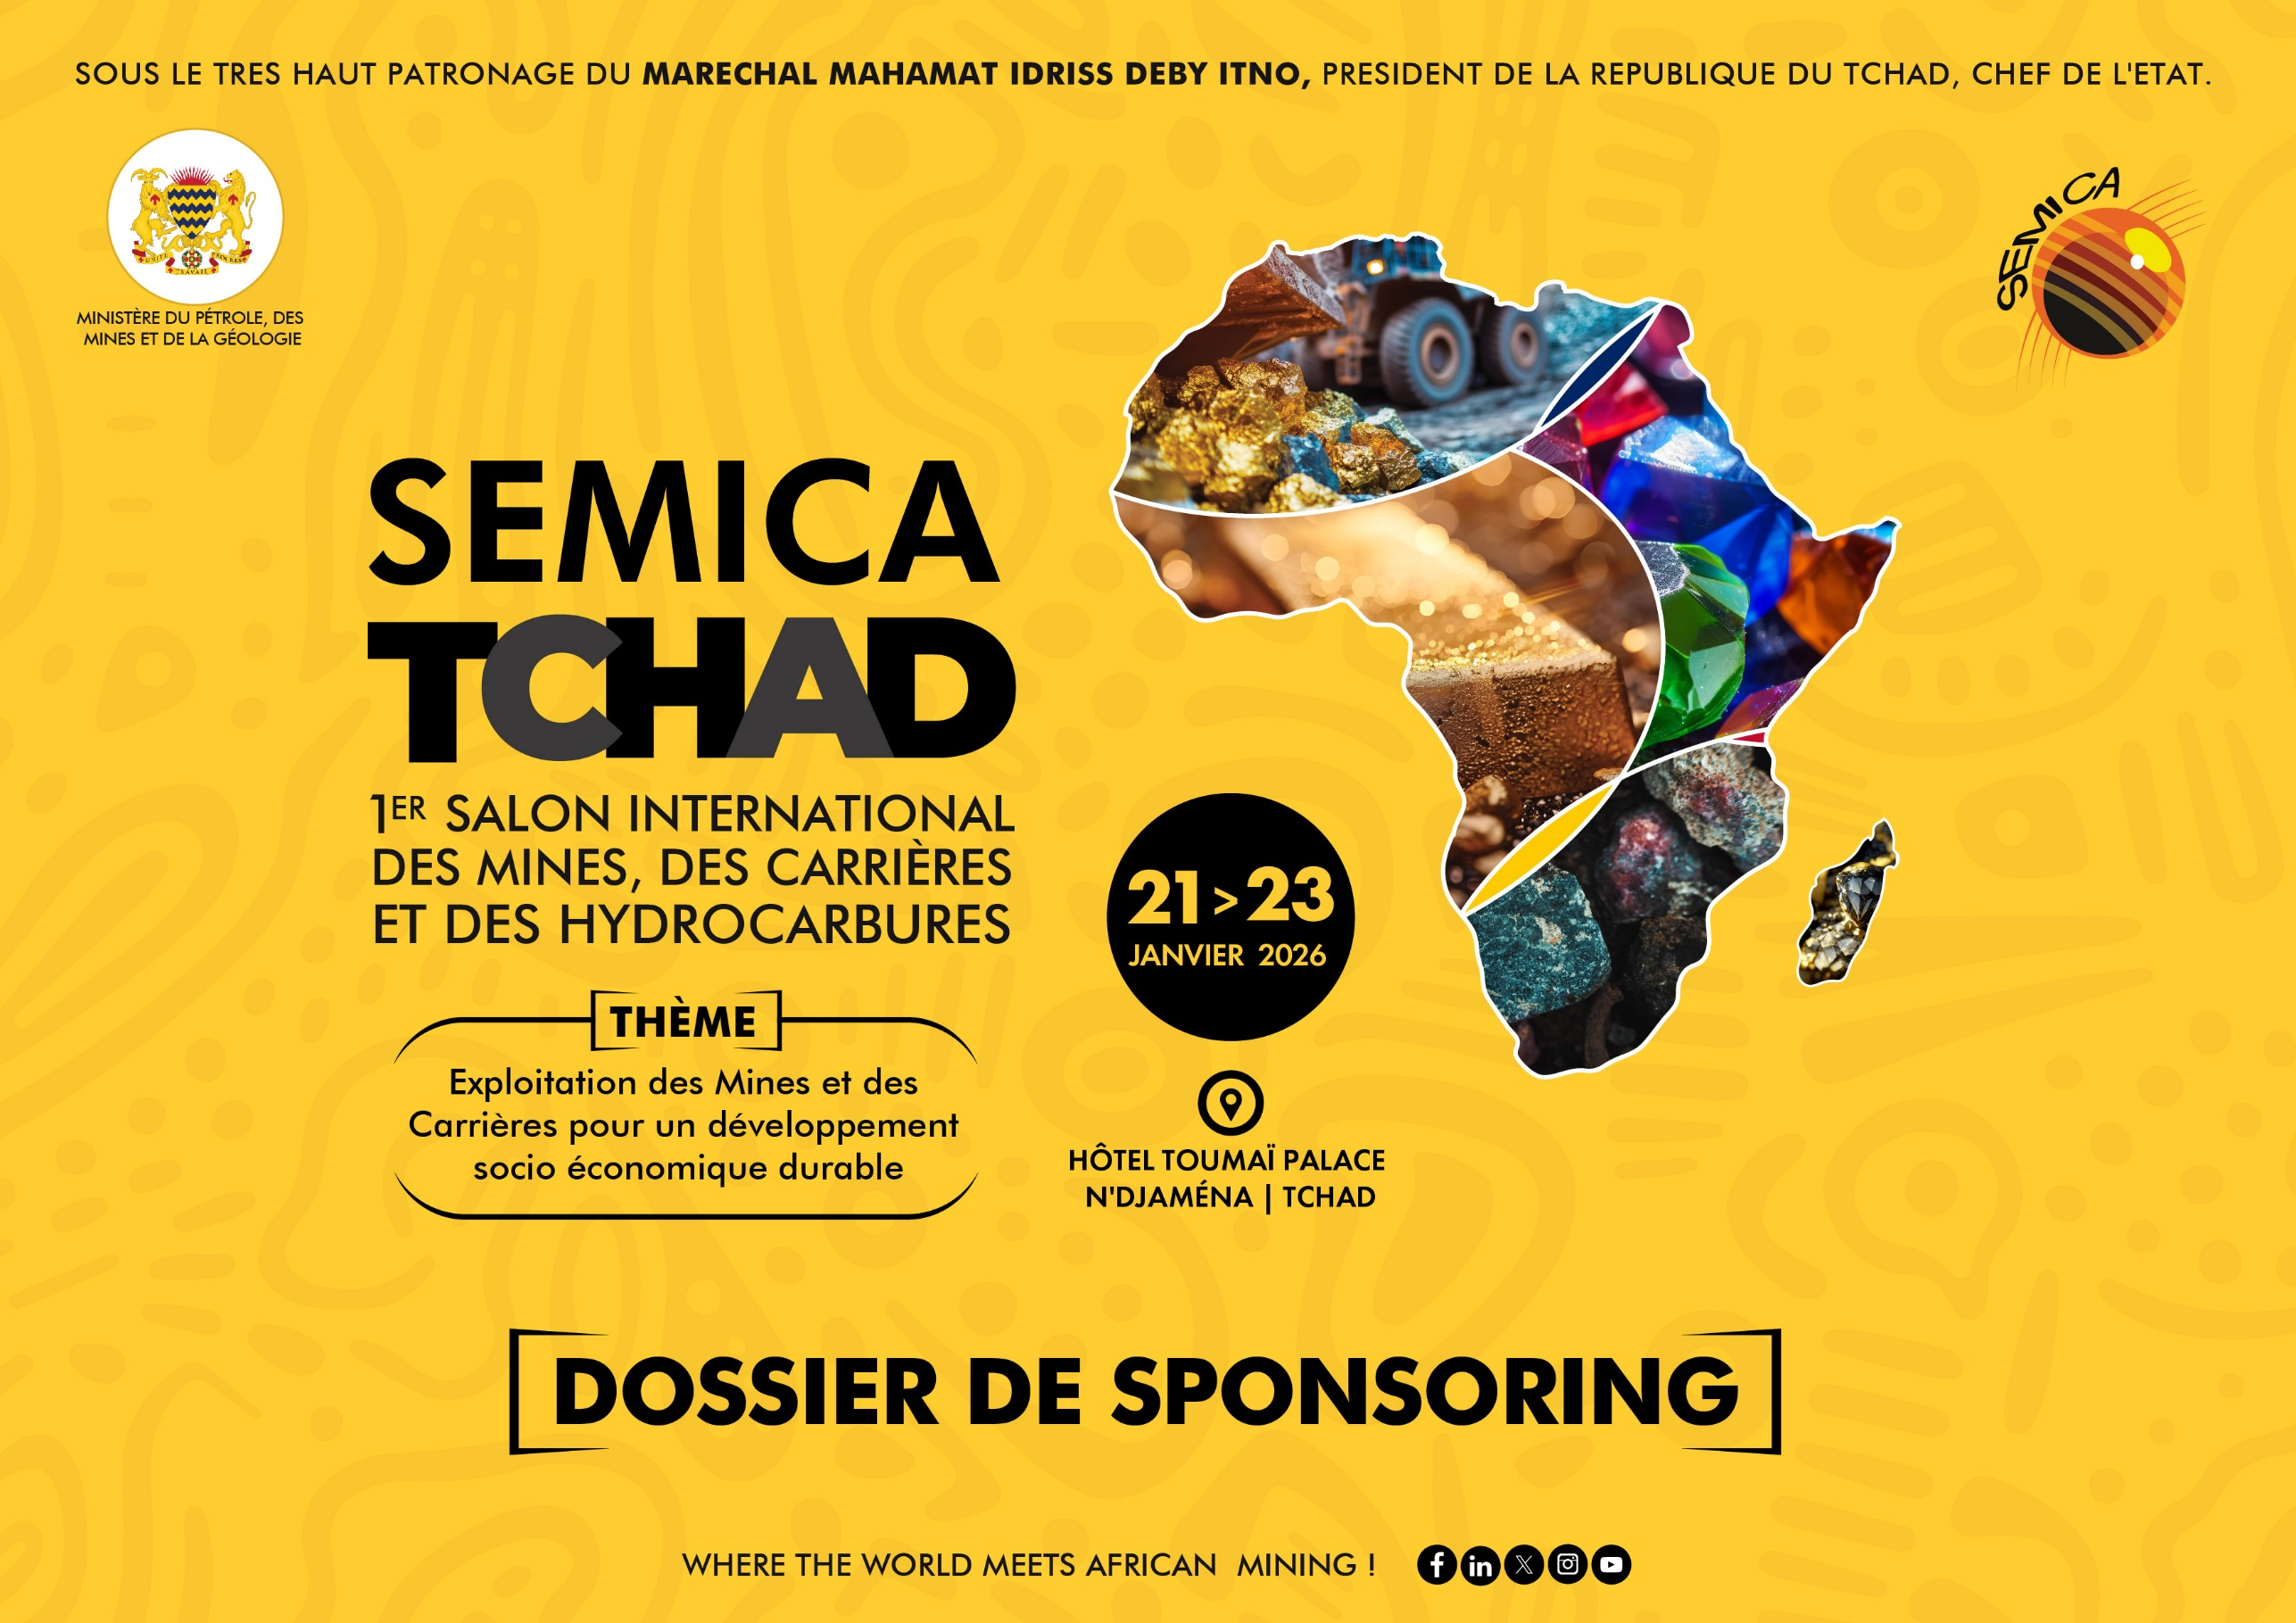 SOUS LE TRES HAUT PATRONAGE DU MARECHAL MAHAMAT IDRISS DEBY ITNO, PRESIDENT DE LA REPUBLIQUE DU TCHAD, CHEF DE L'ETAT.
UNITÉ
TRAVAIL
PROGRÈS
MINISTÈRE DU PÉTROLE, DES
MINES ET DE LA GÉOLOGIE
SEMICA
SEMICA
TCHAD
1ER SALON INTERNATIONAL
DES MINES, DES CARRIÈRES
ET DES HYDROCARBURES
THÈME
Exploitation des Mines et des
Carrières pour un développement
socio économique durable
21 > 23
JANVIER 2026
HÔTEL TOUMAÏ PALACE
N'DJAMÉNA | TCHAD
DOSSIER DE SPONSORING
WHERE THE WORLD MEETS AFRICAN MINING !